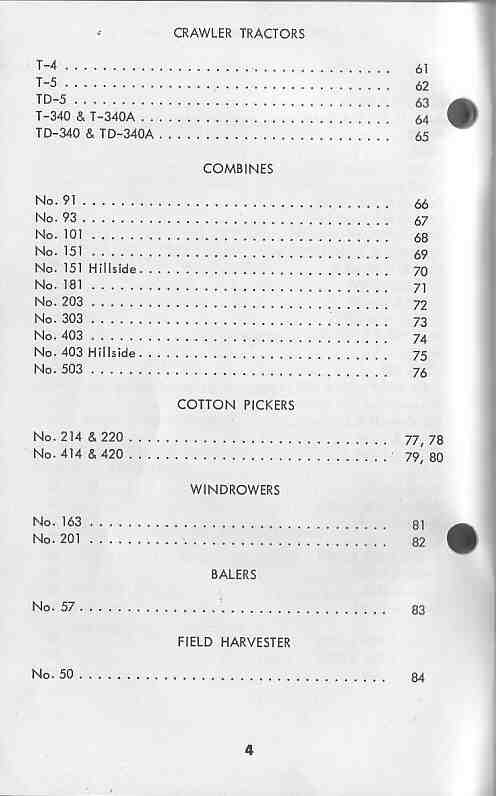 CRAWLER TRACTORS
T-4 . . . . . . . . . . . . . . . . . . . . . . . . . . . . . . . . . . . 61
T-5 . . . . . . . . . . . . . . . . . . . . . . . . . . . . . . . . . . . 62
TD-5 . . . . . . . . . . . . . . . . . . . . . . . . . . . . . . . . . . 63
T-340 & T-340A . . . . . . . . . . . . . . . . . . . . . . . . . . . 64
TD-340 & TD-340A . . . . . . . . . . . . . . . . . . . . . . . . . 65
COMBINES
No. 91 . . . . . . . . . . . . . . . . . . . . . . . . . . . . . . . . . 66
No. 93 . . . . . . . . . . . . . . . . . . . . . . . . . . . . . . . . . 67
No. 101 . . . . . . . . . . . . . . . . . . . . . . . . . . . . . . . . 68
No. 151 . . . . . . . . . . . . . . . . . . . . . . . . . . . . . . . . 69
No. 151 Hillside . . . . . . . . . . . . . . . . . . . . . . . . . . . 70
No. 181 . . . . . . . . . . . . . . . . . . . . . . . . . . . . . . . . 71
No. 203 . . . . . . . . . . . . . . . . . . . . . . . . . . . . . . . . 72
No. 303 . . . . . . . . . . . . . . . . . . . . . . . . . . . . . . . . 73
No. 403 . . . . . . . . . . . . . . . . . . . . . . . . . . . . . . . . 74
No. 403 Hillside . . . . . . . . . . . . . . . . . . . . . . . . . . . 75
No. 503 . . . . . . . . . . . . . . . . . . . . . . . . . . . . . . . . 76
COTTON PICKERS
No. 214 & 220 . . . . . . . . . . . . . . . . . . . . . . . . . . . . 77, 78
No. 414 & 420 . . . . . . . . . . . . . . . . . . . . . . . . . . . . 79, 80
WINDROWERS
No. 163 . . . . . . . . . . . . . . . . . . . . . . . . . . . . . . . . 81
No. 201 . . . . . . . . . . . . . . . . . . . . . . . . . . . . . . . . 82
BALERS
No. 57 . . . . . . . . . . . . . . . . . . . . . . . . . . . . . . . . . 83
FIELD HARVESTER
No. 50 . . . . . . . . . . . . . . . . . . . . . . . . . . . . . . . . . 84
4